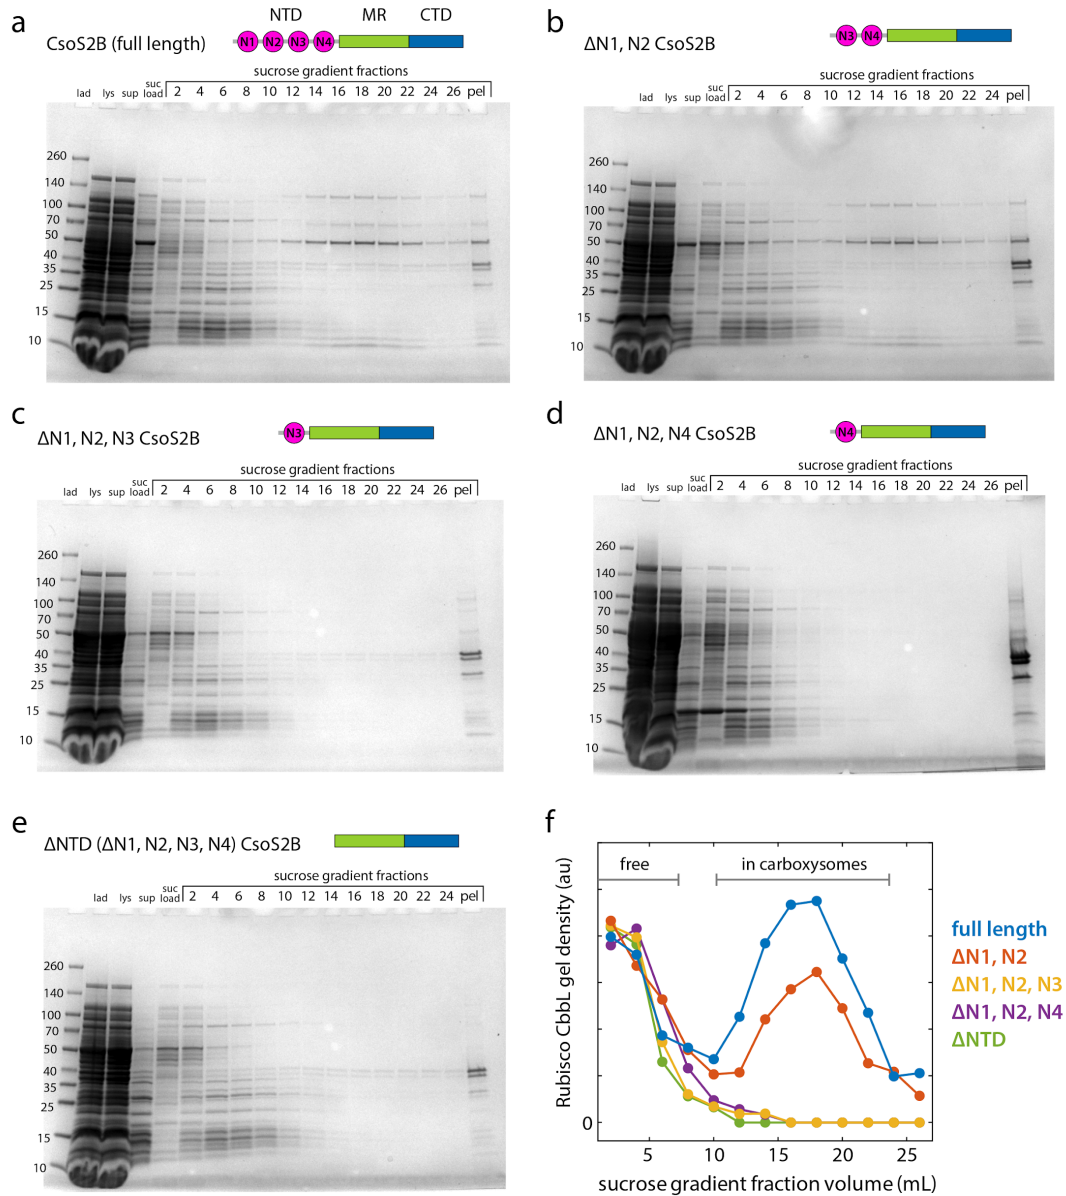 a
NTD MR CTD
CsoS2B (full length)
N1 N2 N3 N4
sucrose gradient fractions
lad lys sup suc load 2 4 6 8 10 12 14 16 18 20 22 24 26 pel
260
140
100
70
50
40
35
25
15
10
b
ΔN1, N2 CsoS2B
N3 N4
sucrose gradient fractions
lad lys sup suc load 2 4 6 8 10 12 14 16 18 20 22 24 pel
260
140
100
70
50
40
35
25
15
10
c
ΔN1, N2, N3 CsoS2B
N3
sucrose gradient fractions
lad lys sup suc load 2 4 6 8 10 12 14 16 18 20 22 24 26 pel
260
140
100
70
50
40
35
25
15
10
d
ΔN1, N2, N4 CsoS2B
N4
sucrose gradient fractions
lad lys sup suc load 2 4 6 8 10 12 14 16 18 20 22 24 26 pel
260
140
100
70
50
40
35
25
15
10
e
ΔNTD (ΔN1, N2, N3, N4) CsoS2B
sucrose gradient fractions
lad lys sup suc load 2 4 6 8 10 12 14 16 18 20 22 24 pel
260
140
100
70
50
40
35
25
15
10
f
free in carboxysomes
Rubisco CbbL gel density (au)
0
5 10 15 20 25
sucrose gradient fraction volume (mL)
full length
ΔN1, N2
ΔN1, N2, N3
ΔN1, N2, N4
ΔNTD